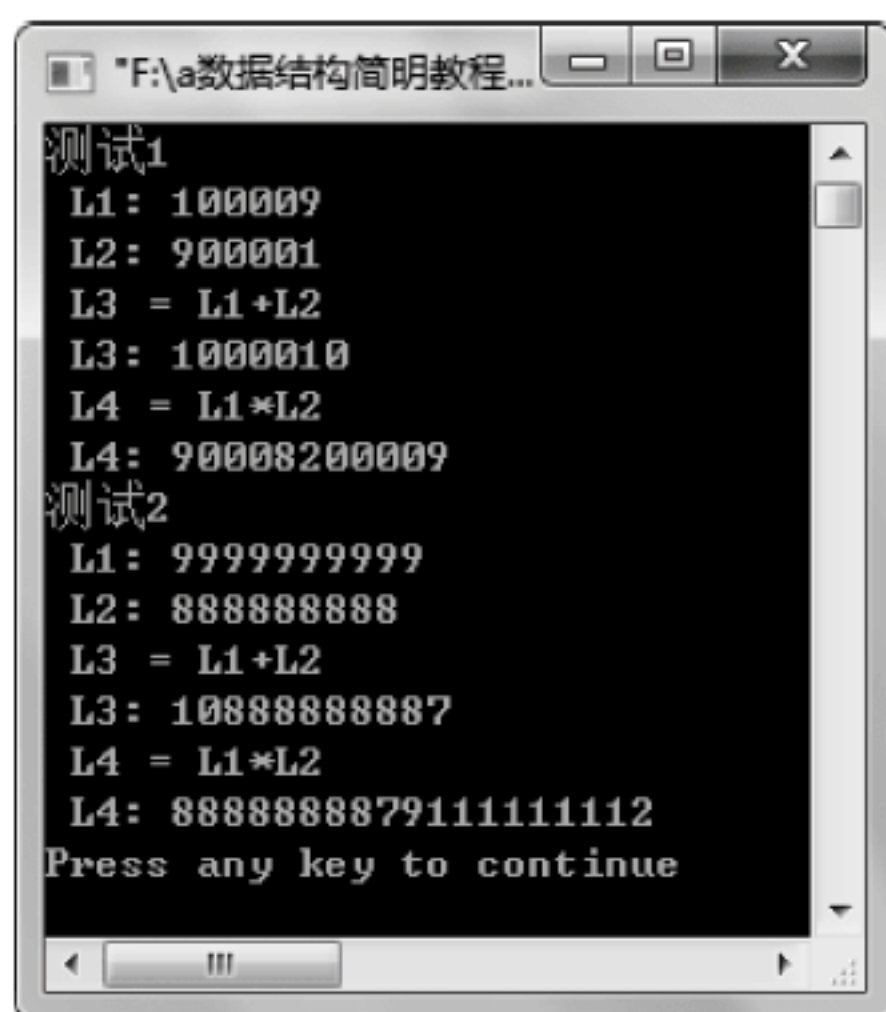 "F:\a数据结构简明教程...
测试1
L1: 100009
L2: 900001
L3 = L1+L2
L3: 1000010
L4 = L1*L2
L4: 90008200009
测试2
L1: 9999999999
L2: 888888888
L3 = L1+L2
L3: 10888888887
L4 = L1*L2
L4: 8888888879111111112
Press any key to continue